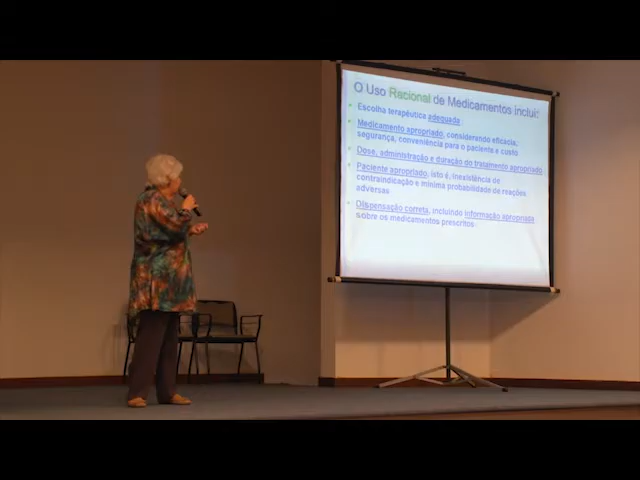 O Uso Racional de Medicamentos inclui:
• Escolha terapêutica adequada
• Medicamento apropriado, considerando eficácia,
segurança, conveniência para o paciente e custo
• Dose, administração e duração do tratamento apropriado
• Paciente apropriado, isto é, inexistência de
contraindicação e mínima probabilidade de reações
adversas
• Dispensação correta, incluindo informação apropriada
sobre os medicamentos prescritos